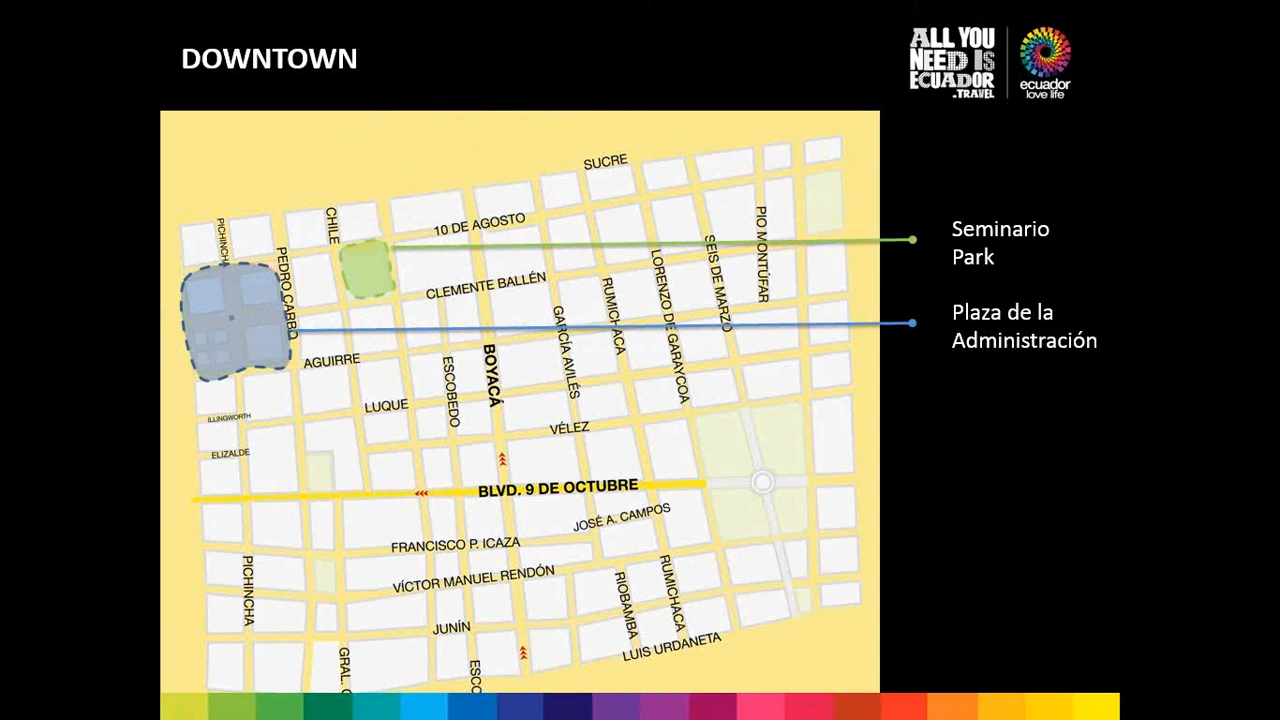 DOWNTOWN
ALL YOU
NEED IS
ECUADOR
.TRAVEL
ecuador
love life
SUCRE
PICHINCHA
CHILE
10 DE AGOSTO
PIO MONTÚFAR
Seminario
Park
PEDRO CARBO
SEIS DE MARZO
LORENZO DE GARAYCOA
CLEMENTE BALLÉN
RUMICHACA
GARCÍA AVILÉS
Plaza de la
Administración
AGUIRRE
BOYACÁ
ESCOBEDO
LUQUE
ILLINGWORTH
VÉLEZ
ELIZALDE
BLVD. 9 DE OCTUBRE
JOSÉ A. CAMPOS
FRANCISCO P. ICAZA
VÍCTOR MANUEL RENDÓN
PICHINCHA
RIOBAMBA
RUMICHACA
JUNÍN
LUIS URDANETA
GRAL.
ESCO